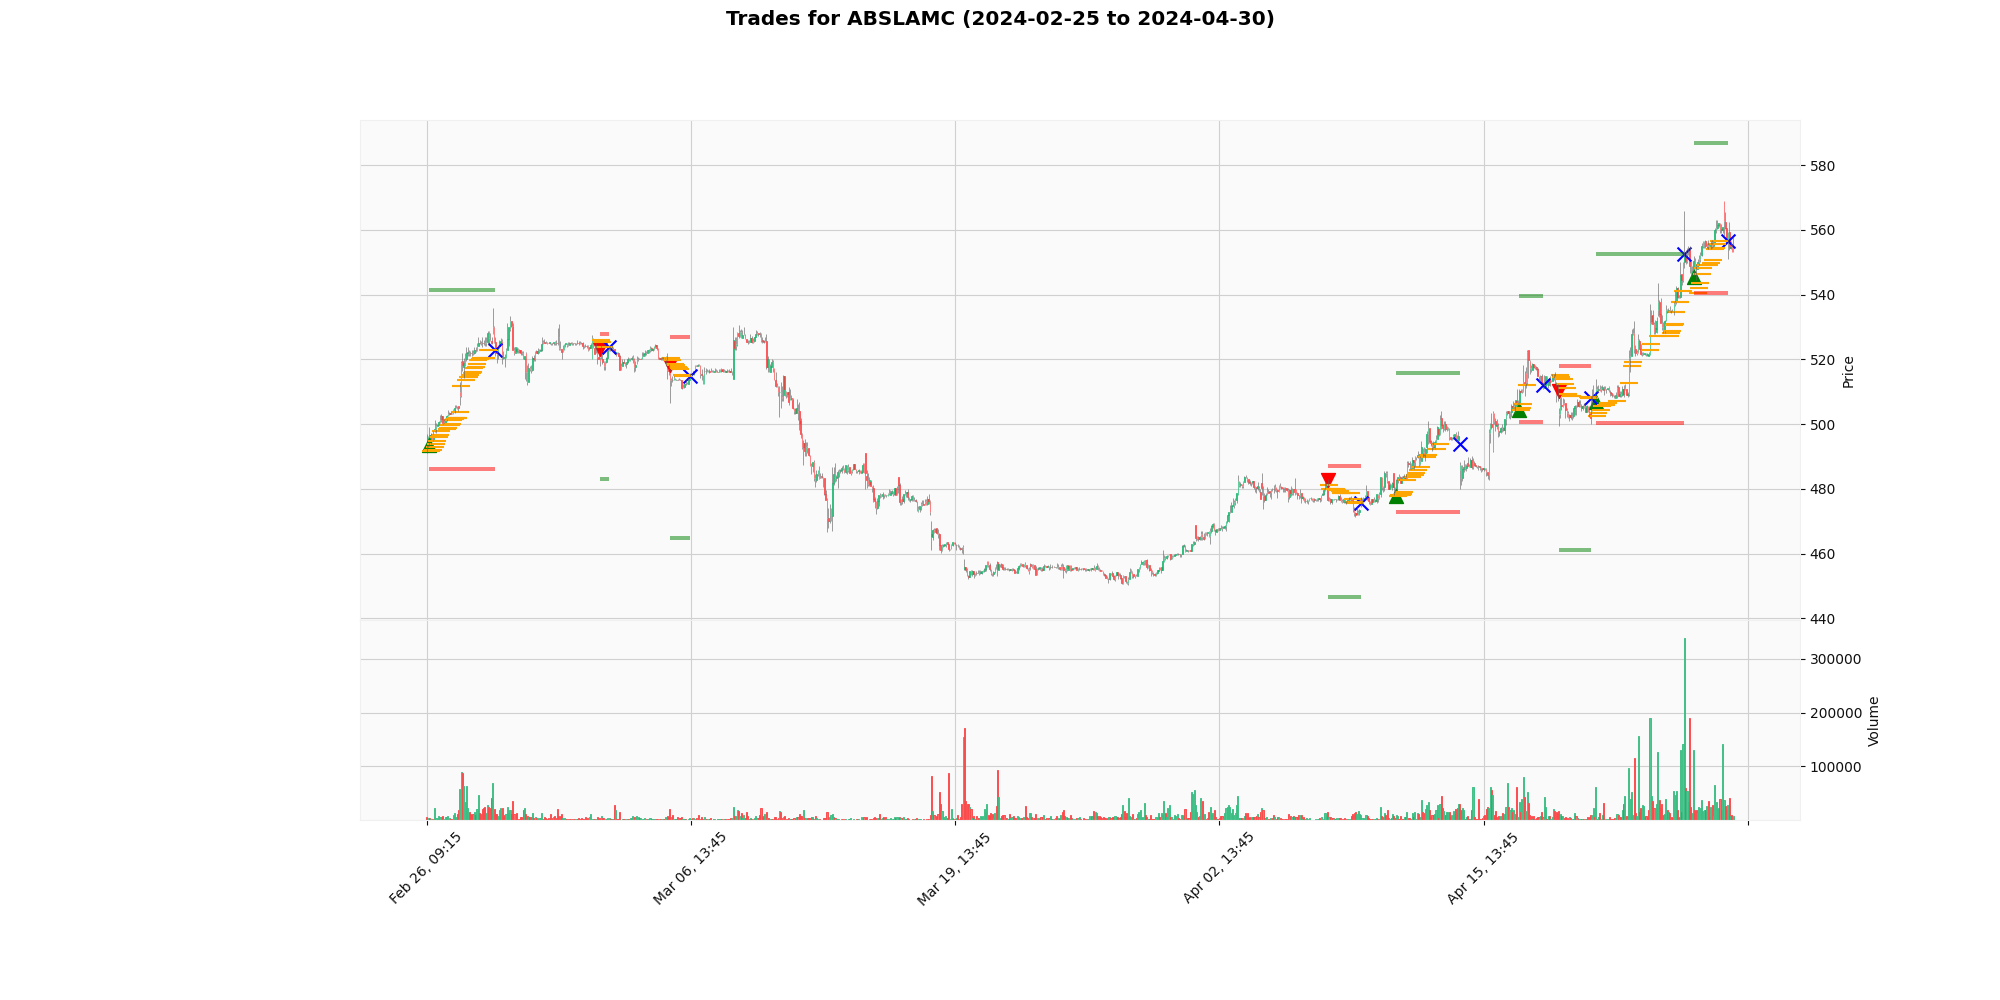 Trades for ABSLAMC (2024-02-25 to 2024-04-30)
580
560
540
520
500
480
460
440
Price
300000
200000
100000
Volume
Feb 26, 09:15
Mar 06, 13:45
Mar 19, 13:45
Apr 02, 13:45
Apr 15, 13:45